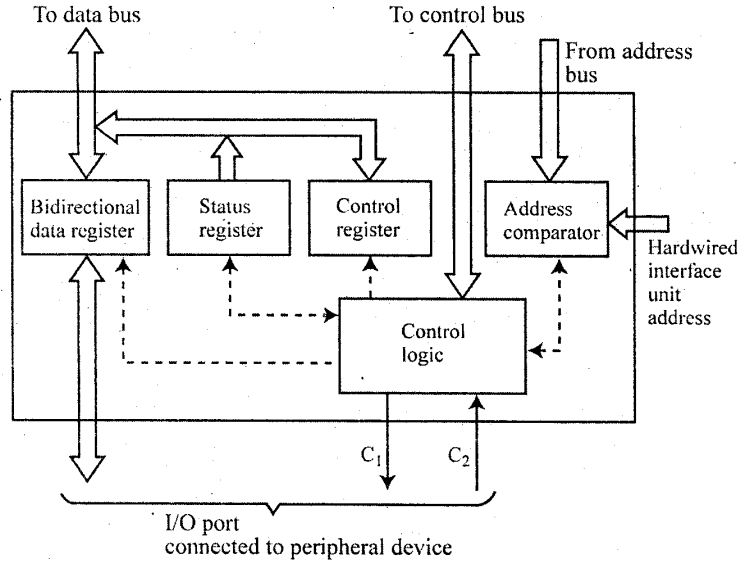 To data bus
To control bus
From address
bus
Bidirectional
data register
Status
register
Control
register
Address
comparator
Hardwired
interface
unit
address
Control
logic
C1
C2
I/O port
connected to peripheral device